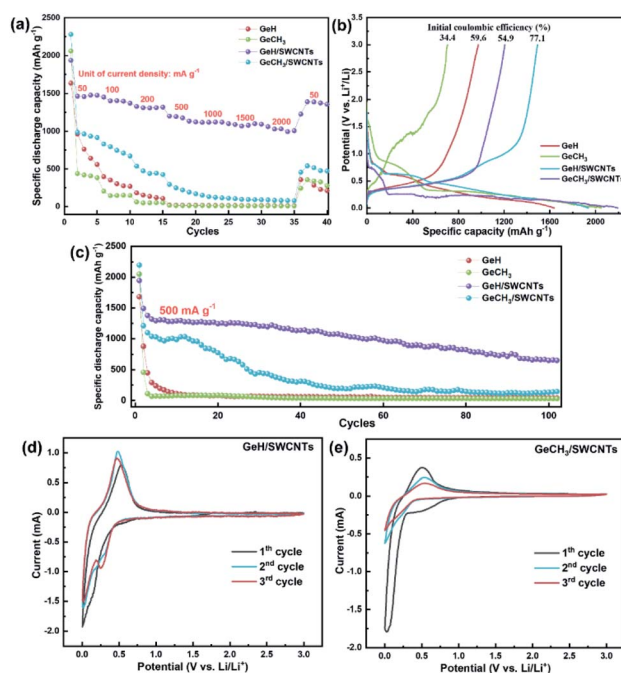 (a)
GeH
GeCH3
GeH/SWCNTs
GeCH3/SWCNTs
Unit of current density: mA g-1
50 100 200 500 1000 1500 2000 50
2500
2000
1500
1000
500
0
Specific discharge capacity (mAh g-1)
0 5 10 15 20 25 30 35 40
Cycles
(b)
Initial coulombic efficiency (%)
34.4 59.6 54.9 77.1
3.6
3.0
2.4
1.8
1.2
0.6
0.0
Potential (V vs. Li+/Li)
GeH
GeCH3
GeH/SWCNTs
GeCH3/SWCNTs
0 400 800 1200 1600 2000
Specific capacity (mAh g-1)
(c)
GeH
GeCH3
GeH/SWCNTs
GeCH3/SWCNTs
500 mA g-1
2500
2000
1500
1000
500
0
Specific discharge capacity (mAh g-1)
0 20 40 60 80 100
Cycles
(d)
GeH/SWCNTs
1.0
0.5
0.0
-0.5
-1.0
-1.5
-2.0
Current (mA)
1th cycle
2nd cycle
3rd cycle
0.0 0.5 1.0 1.5 2.0 2.5 3.0
Potential (V vs. Li/Li+)
(e)
GeCH3/SWCNTs
1.0
0.5
0.0
-0.5
-1.0
-1.5
-2.0
Current (mA)
1th cycle
2nd cycle
3rd cycle
0.0 0.5 1.0 1.5 2.0 2.5 3.0
Potential (V vs. Li/Li+)